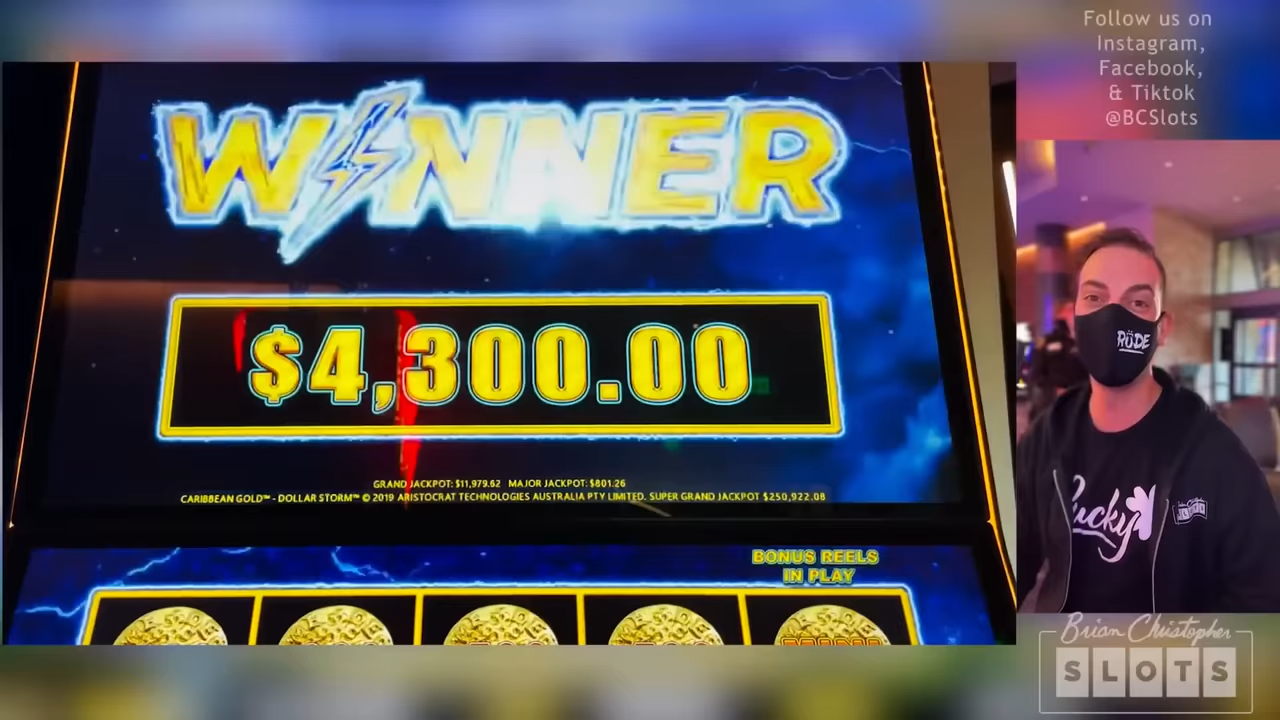 Follow us on
Instagram,
Facebook,
& Tiktok
@BCSlots
WINNER
$4,300.00
GRAND JACKPOT: $11,979.62 MAJOR JACKPOT: $801.26
CARIBBEAN GOLD™ - DOLLAR STORM™ © 2019 ARISTOCRAT TECHNOLOGIES AUSTRALIA PTY LIMITED. SUPER GRAND JACKPOT $250,922.08
BONUS REELS
IN PLAY
RÜDE
Lucky
SLOTS
Brian Christopher
SLOTS